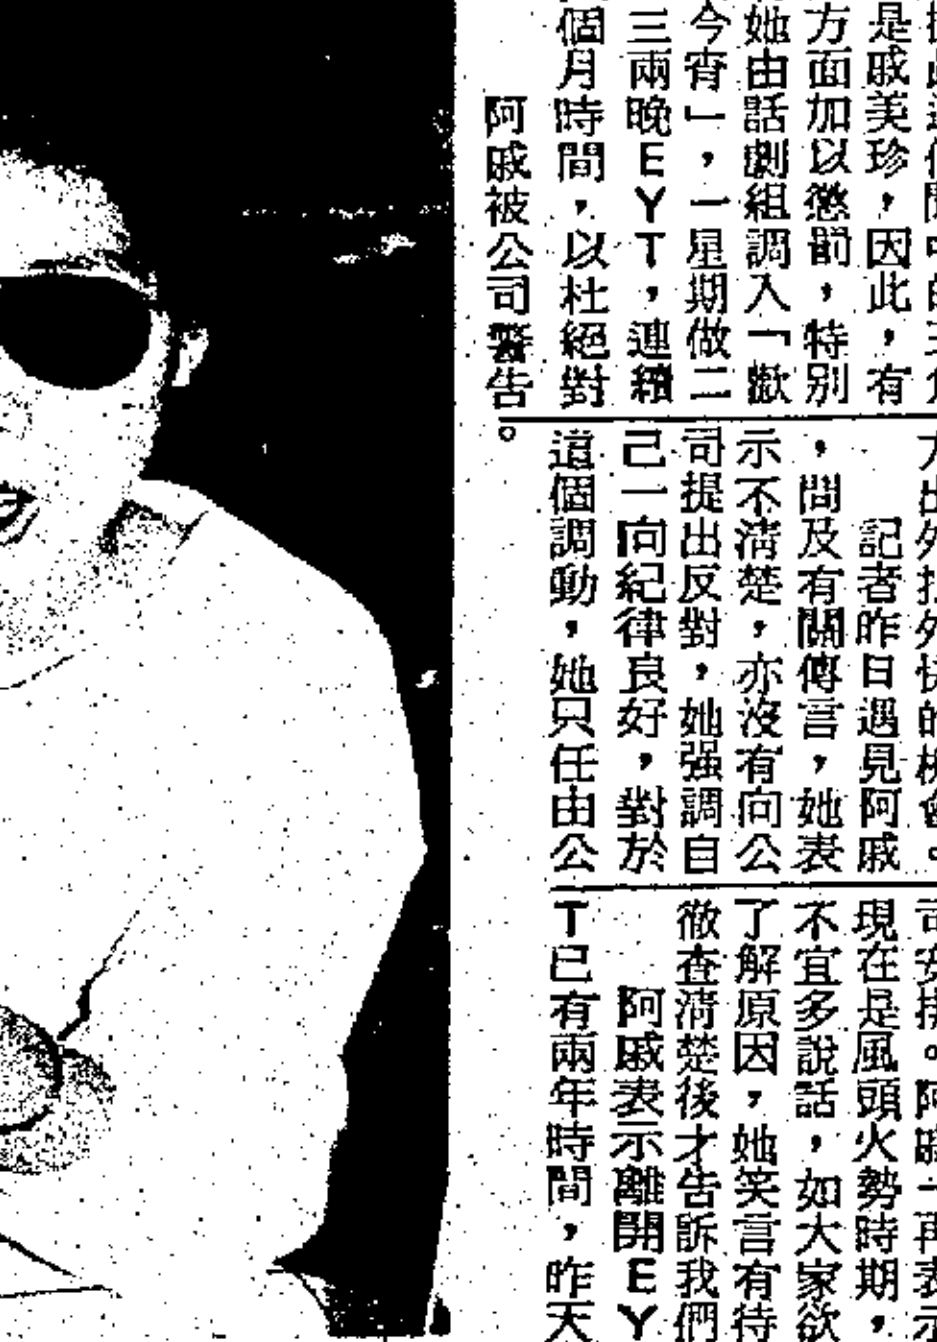 是戚美珍，因此，有
方面加以懲罰，特別
她由話劇組調入「歡
今宵」，一星期做二
三兩晚ＥＹＴ，連續
個月時間，以杜絕對
阿戚被公司警告
記者昨日遇見阿戚
，問及有關傳言，她表
示不清楚，亦沒有向公
司提出反對，她强調自
己一向紀律良好，對於
這個調動，她只任由公
司安排。阿戚一再表示
現在是風頭火勢時期，
不宜多說話，如大家欲
了解原因，她笑言有待
徹查清楚後才告訴我們
。
阿戚表示離開ＥＹ
Ｔ已有兩年時間，昨天